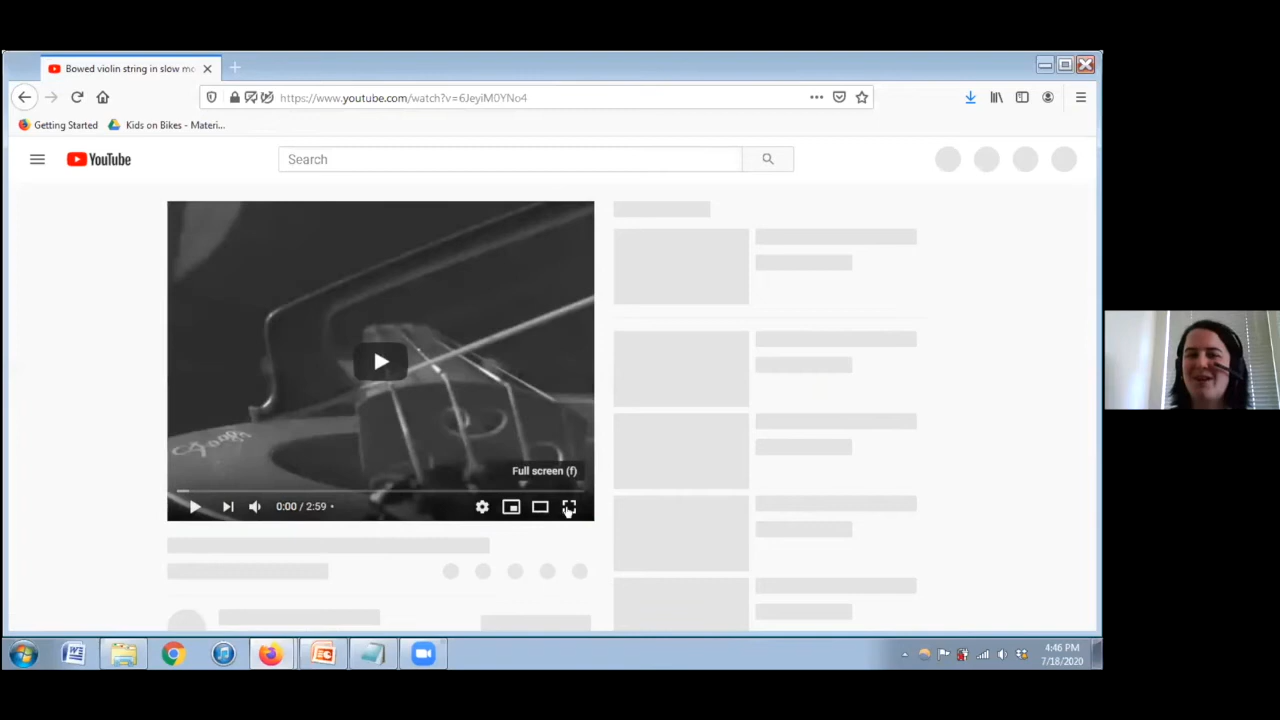 Bowed violin string in slow mo
https://www.youtube.com/watch?v=6JeyiM0YNo4
Getting Started
Kids on Bikes - Materi...
YouTube
Search
Full screen (f)
0:00 / 2:59
4:46 PM
7/18/2020